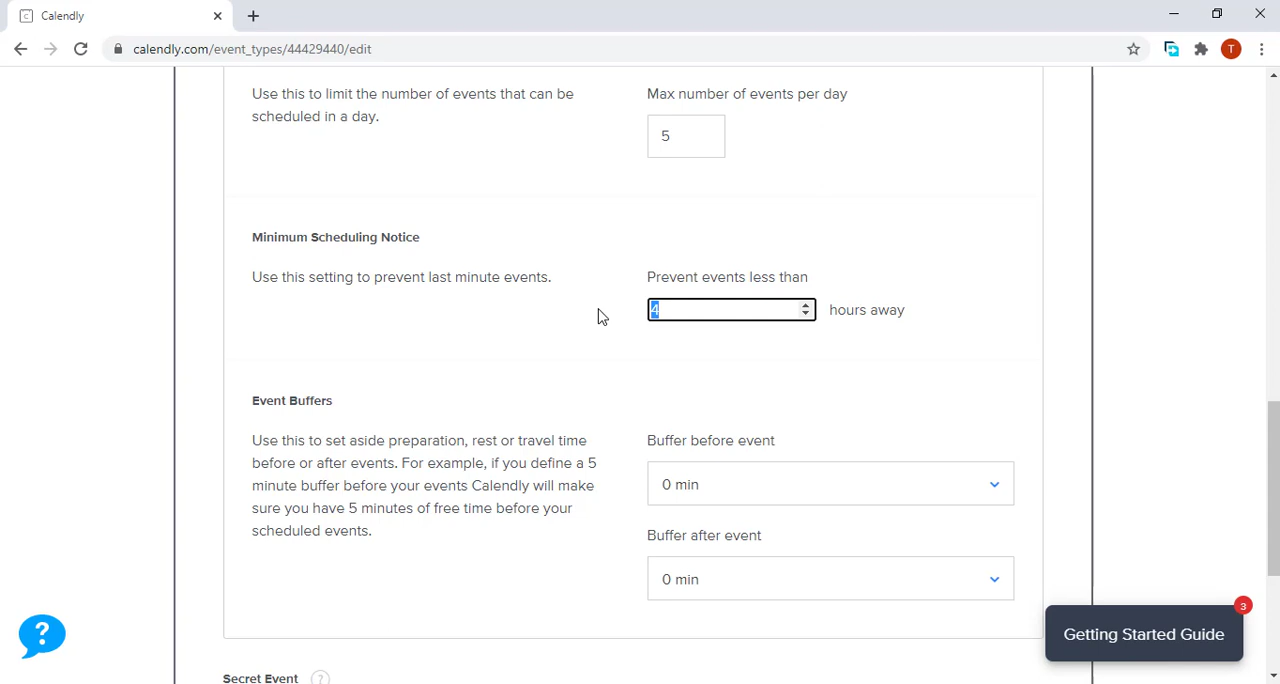 Calendly
calendly.com/event_types/44429440/edit
T
Use this to limit the number of events that can be
scheduled in a day.
Max number of events per day
5
Minimum Scheduling Notice
Use this setting to prevent last minute events.
Prevent events less than
4
hours away
Event Buffers
Use this to set aside preparation, rest or travel time
before or after events. For example, if you define a 5
minute buffer before your events Calendly will make
sure you have 5 minutes of free time before your
scheduled events.
Buffer before event
0 min
Buffer after event
0 min
3
Getting Started Guide
?
Secret Event ?